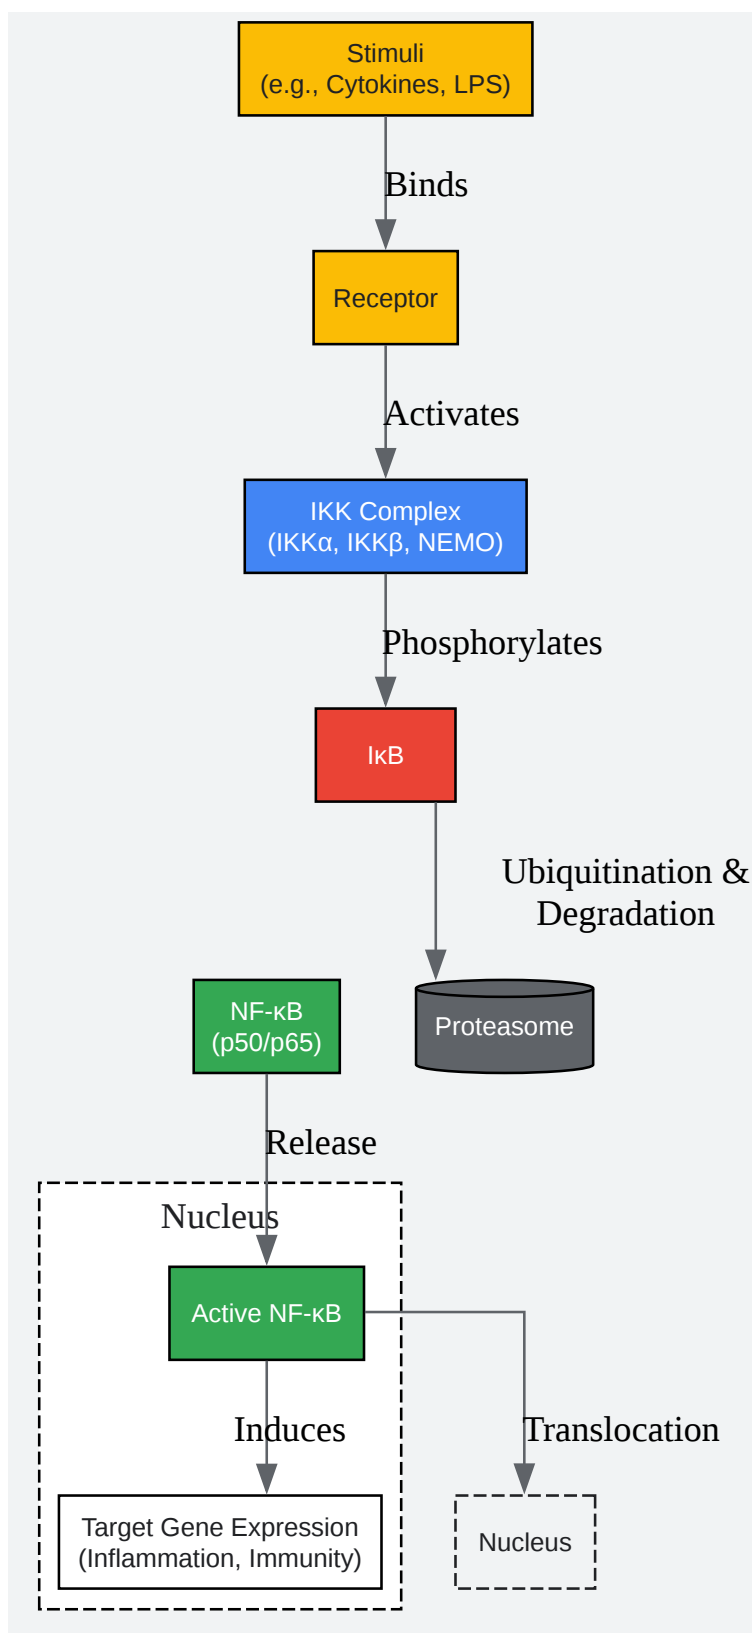 Stimuli
(e.g., Cytokines, LPS)
Binds
Receptor
Activates
IKK Complex
(IKKα, IKKβ, NEMO)
Phosphorylates
IκB
Ubiquitination &
Degradation
NF-κB
(p50/p65)
Proteasome
Release
Nucleus
Active NF-κB
Induces
Translocation
Target Gene Expression
(Inflammation, Immunity)
Nucleus